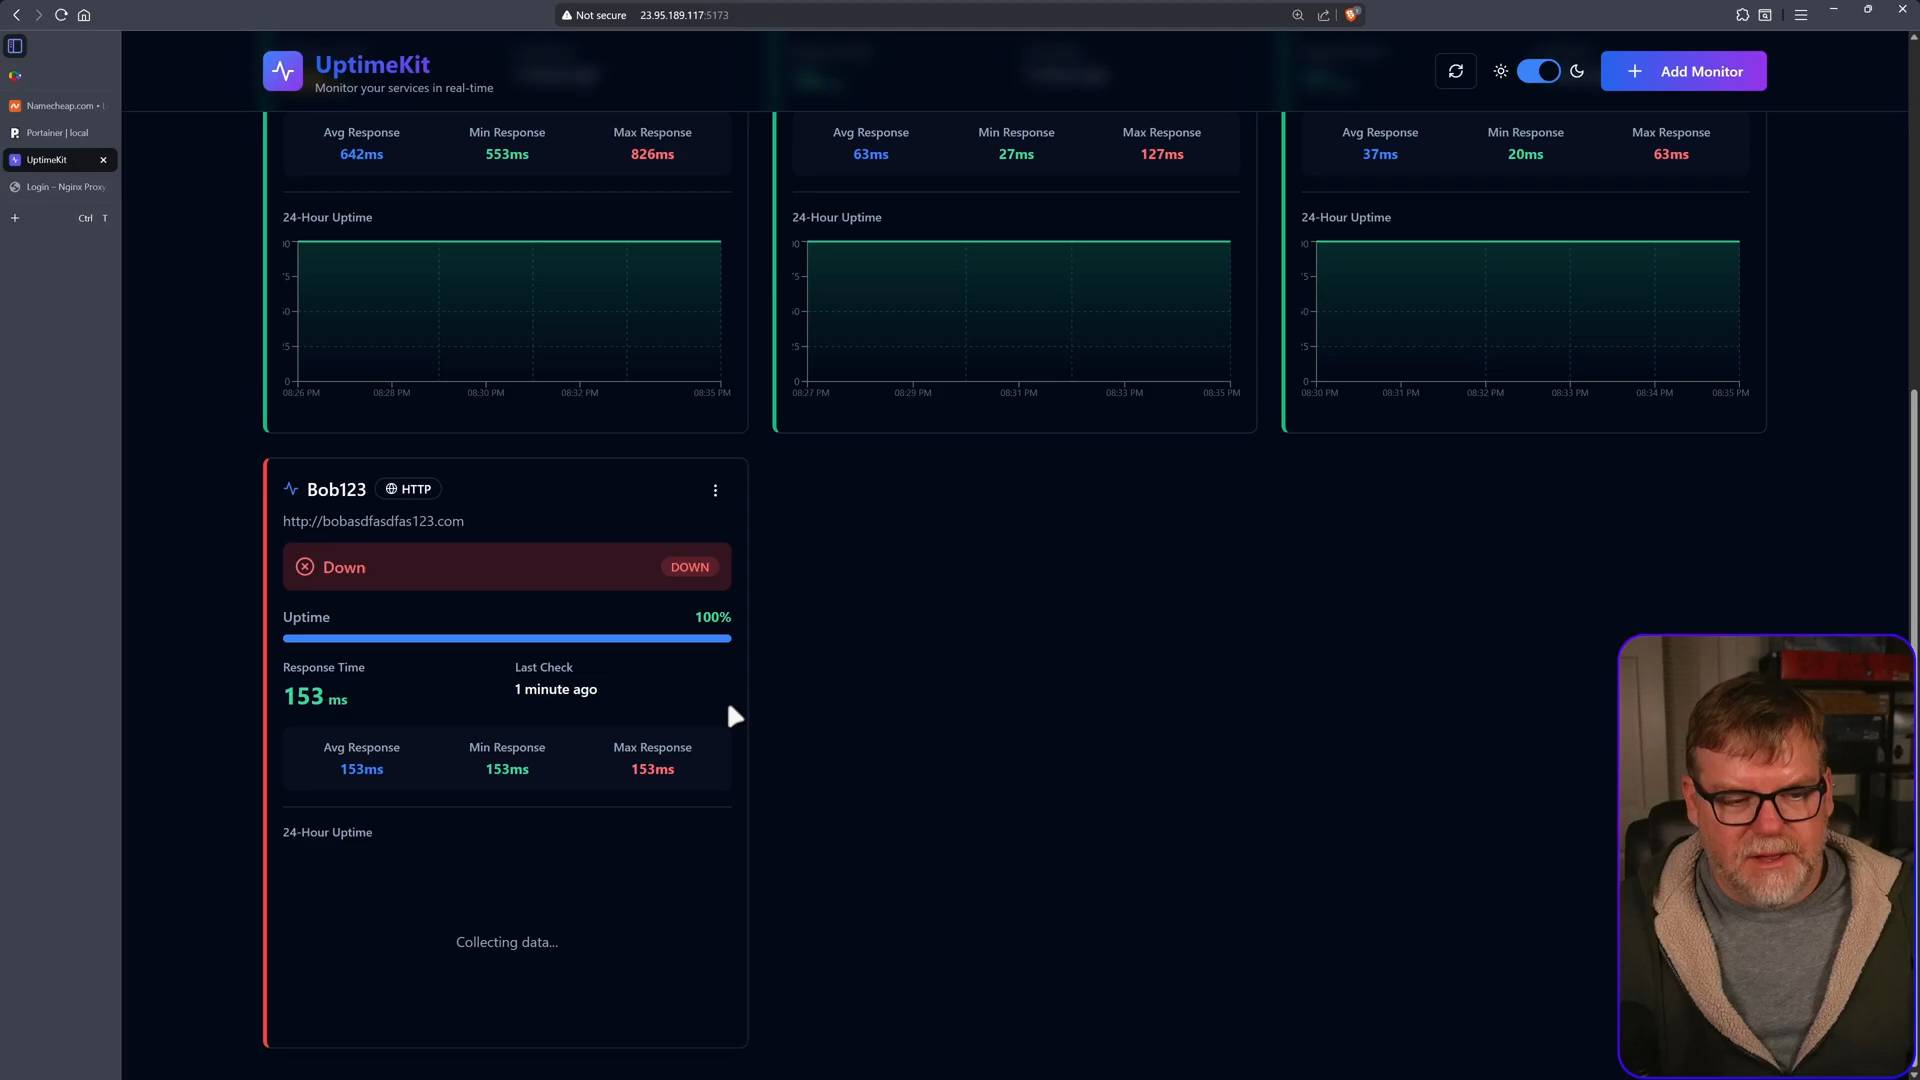 Not secure 23.95.189.117:5173
Namecheap.com •
Portainer | local
UptimeKit
Login – Nginx Proxy
Ctrl T
UptimeKit
Monitor your services in real-time
Add Monitor
Avg Response Min Response Max Response
642ms 553ms 826ms
24-Hour Uptime
0
08:26 PM 08:28 PM 08:30 PM 08:32 PM 08:35 PM
Avg Response Min Response Max Response
63ms 27ms 127ms
24-Hour Uptime
0
08:27 PM 08:29 PM 08:31 PM 08:33 PM 08:35 PM
Avg Response Min Response Max Response
37ms 20ms 63ms
24-Hour Uptime
0
08:30 PM 08:31 PM 08:32 PM 08:33 PM 08:34 PM 08:35 PM
Bob123 HTTP
http://bobasdfasdfas123.com
Down DOWN
Uptime 100%
Response Time Last Check
153 ms 1 minute ago
Avg Response Min Response Max Response
153ms 153ms 153ms
24-Hour Uptime
Collecting data...